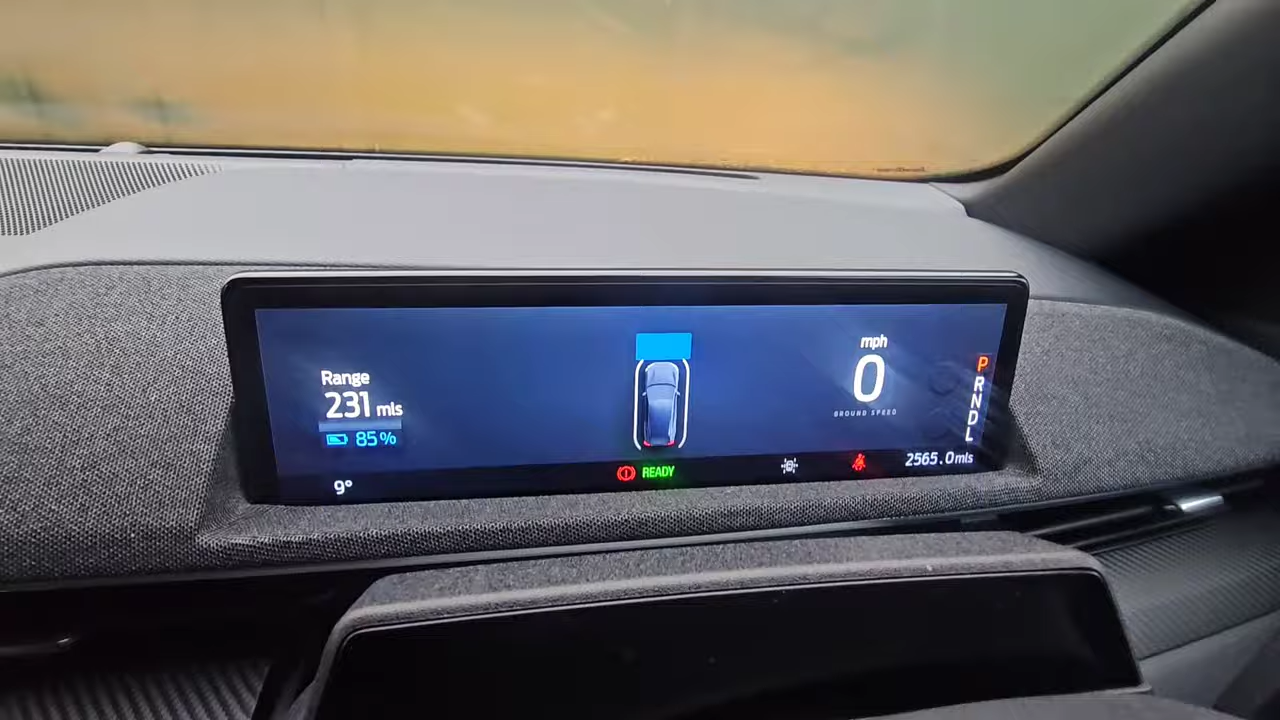 Range
231 mls
85%
9°
READY
mph
0
GROUND SPEED
P
R
N
D
L
2565.0mls